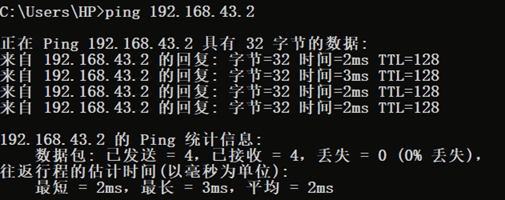 C:\Users\HP>ping 192.168.43.2
正在 Ping 192.168.43.2 具有 32 字节的数据:
来自 192.168.43.2 的回复: 字节=32 时间=2ms TTL=128
来自 192.168.43.2 的回复: 字节=32 时间=3ms TTL=128
来自 192.168.43.2 的回复: 字节=32 时间=2ms TTL=128
来自 192.168.43.2 的回复: 字节=32 时间=2ms TTL=128
192.168.43.2 的 Ping 统计信息:
数据包: 已发送 = 4，已接收 = 4，丢失 = 0 (0% 丢失)，
往返行程的估计时间(以毫秒为单位):
最短 = 2ms，最长 = 3ms，平均 = 2ms